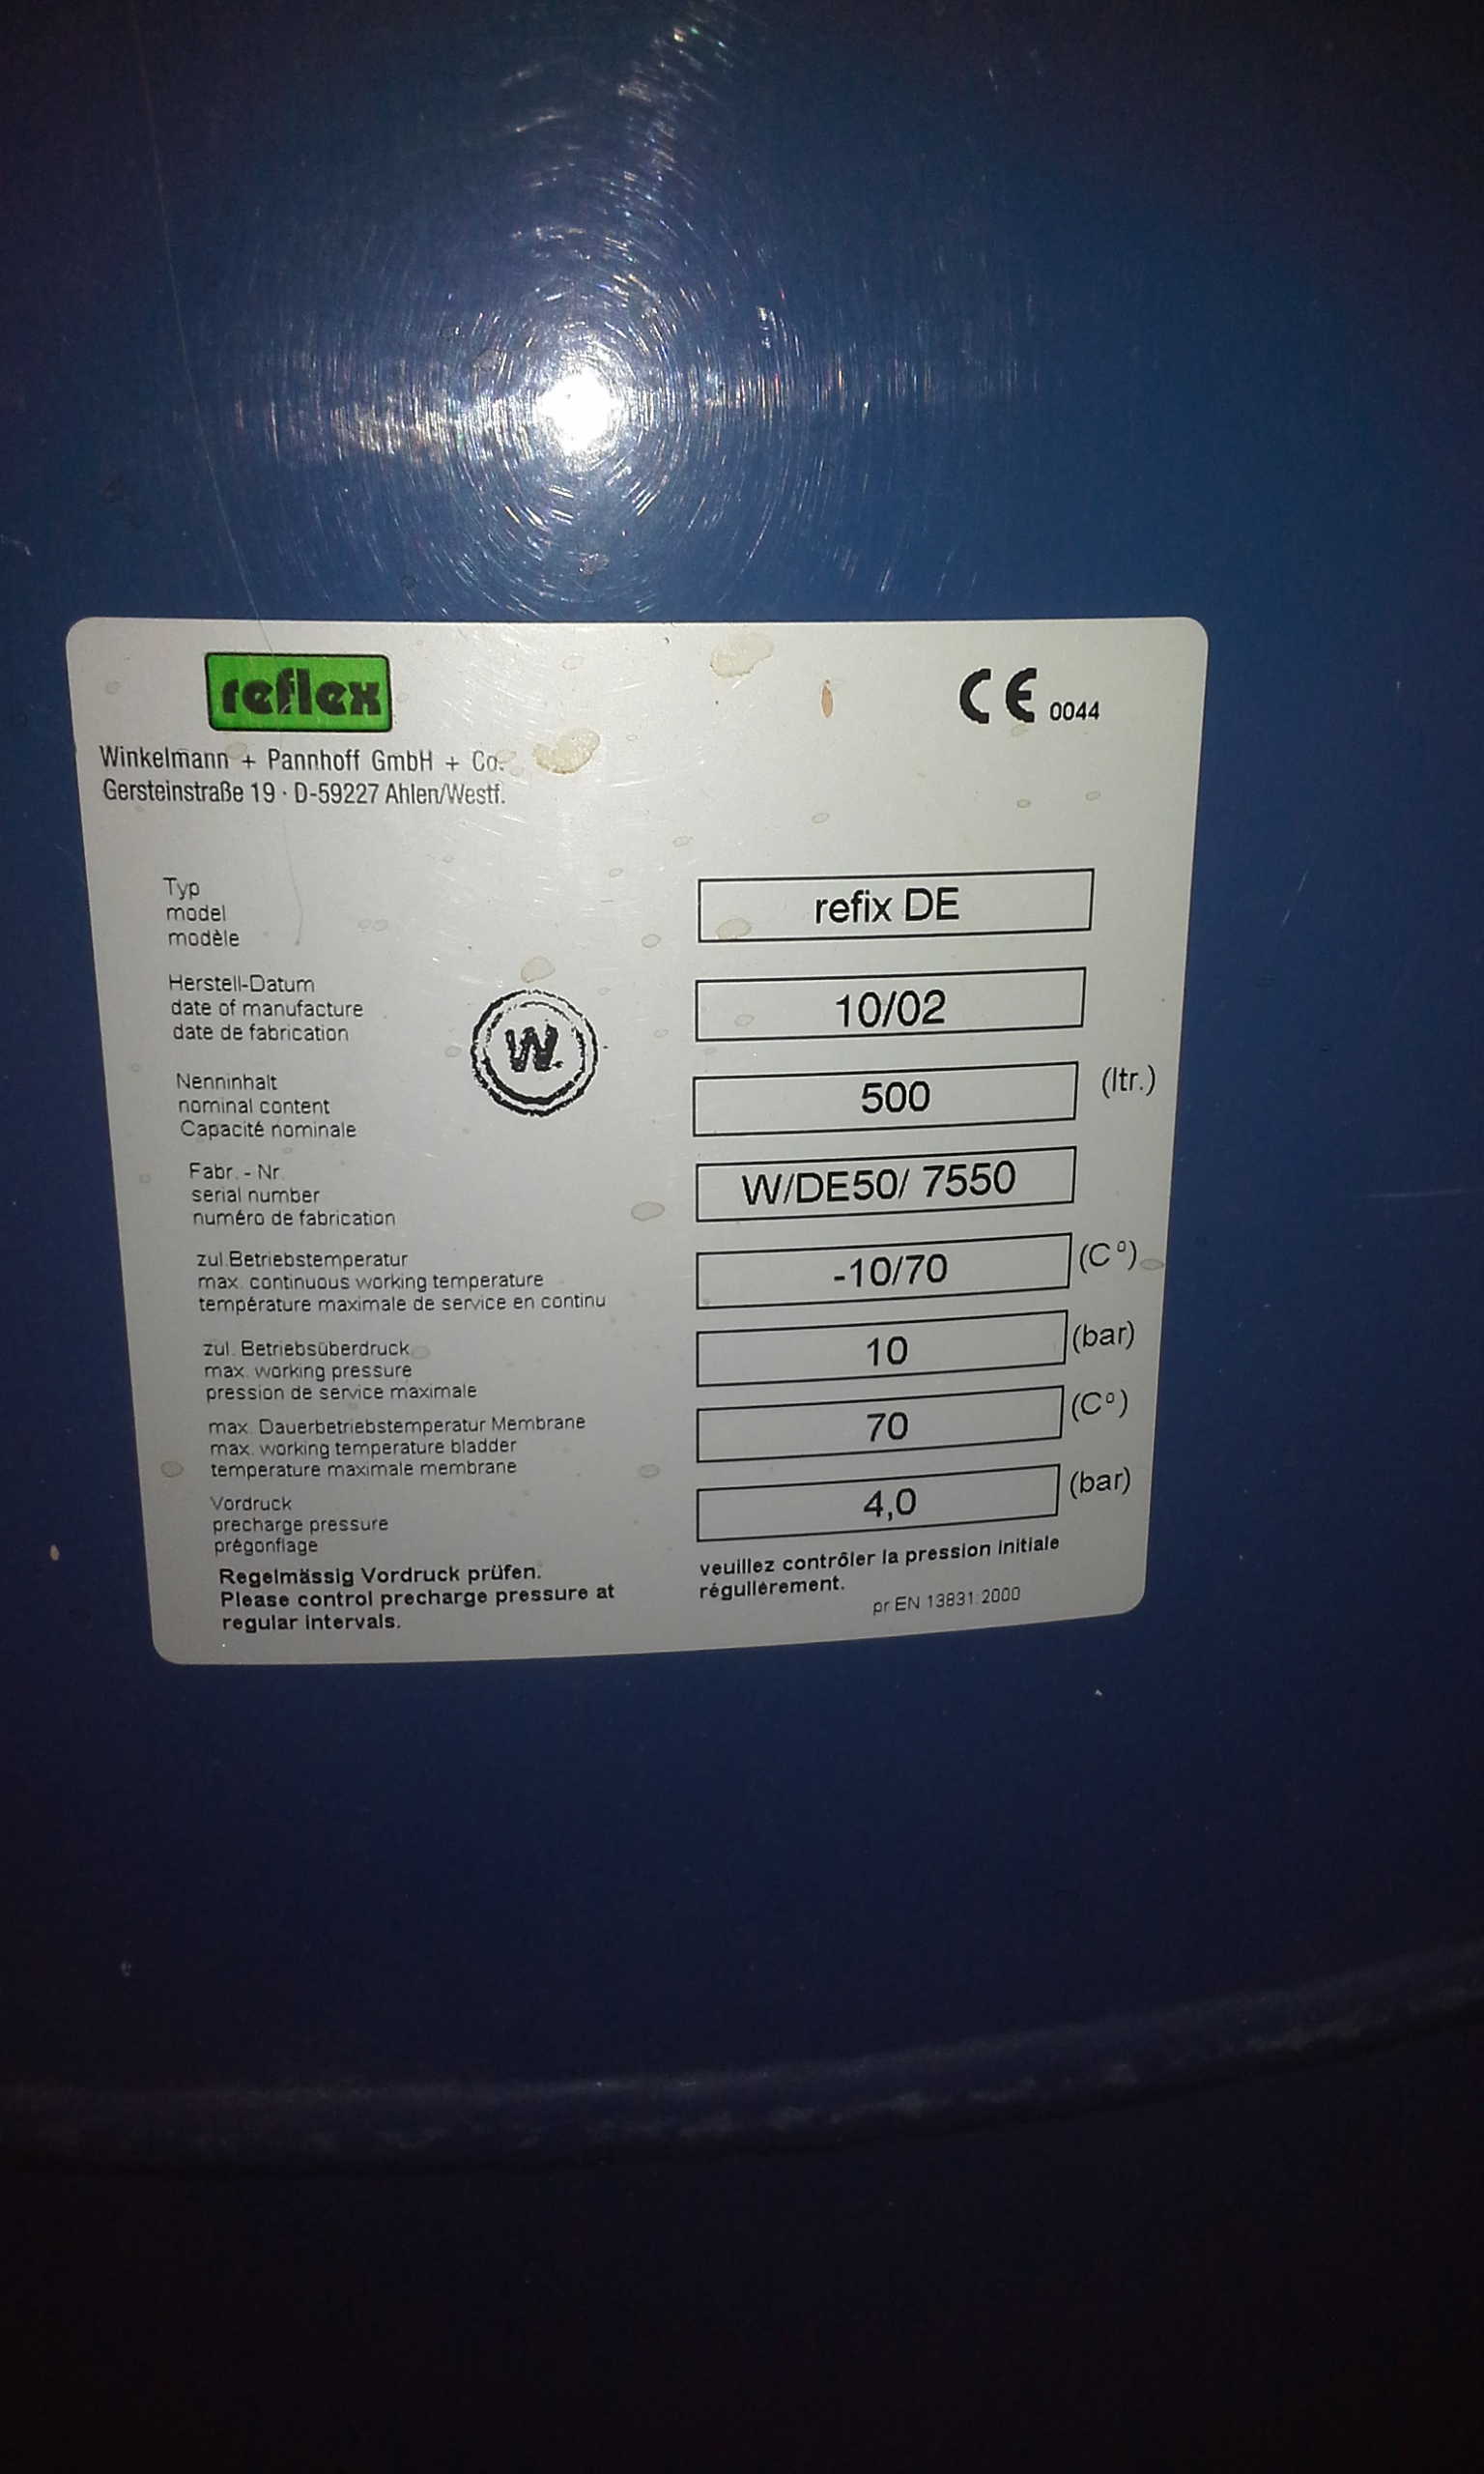 reflex
CE 0044
Winkelmann + Pannhoff GmbH + Co.
Gersteinstraße 19 · D-59227 Ahlen/Westf.
Typ
model
modèle
refix DE
Herstell-Datum
date of manufacture
date de fabrication
10/02
W
Nenninhalt
nominal content
Capacité nominale
500 (ltr.)
Fabr. - Nr.
serial number
numéro de fabrication
W/DE50/ 7550
zul.Betriebstemperatur
max. continuous working temperature
température maximale de service en continu
-10/70 (C°)
zul. Betriebsüberdruck
max. working pressure
pression de service maximale
10 (bar)
max. Dauerbetriebstemperatur Membrane
max. working temperature bladder
temperature maximale membrane
70 (C°)
Vordruck
precharge pressure
prégonflage
4,0 (bar)
Regelmässig Vordruck prüfen.
Please control precharge pressure at
regular intervals.
veuillez contrôler la pression initiale
régullèrement.
pr EN 13831:2000